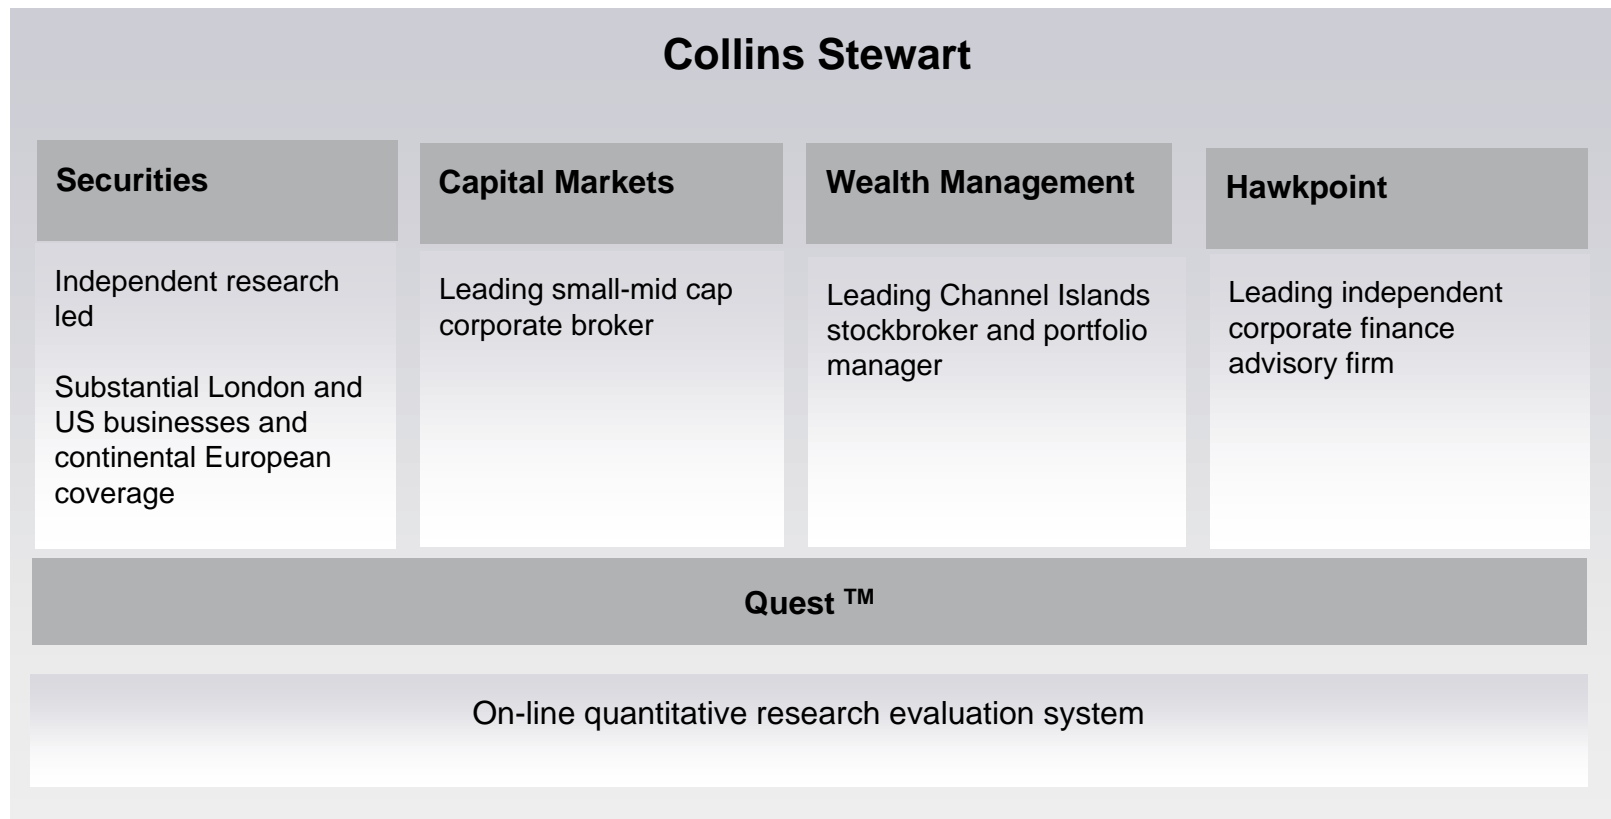 Collins Stewart
Securities
Independent research
led
Substantial London and
US businesses and
continental European
coverage
Capital Markets
Leading small-mid cap
corporate broker
Wealth Management
Leading Channel Islands
stockbroker and portfolio
manager
Hawkpoint
Leading independent
corporate finance
advisory firm
Quest TM
On-line quantitative research evaluation system